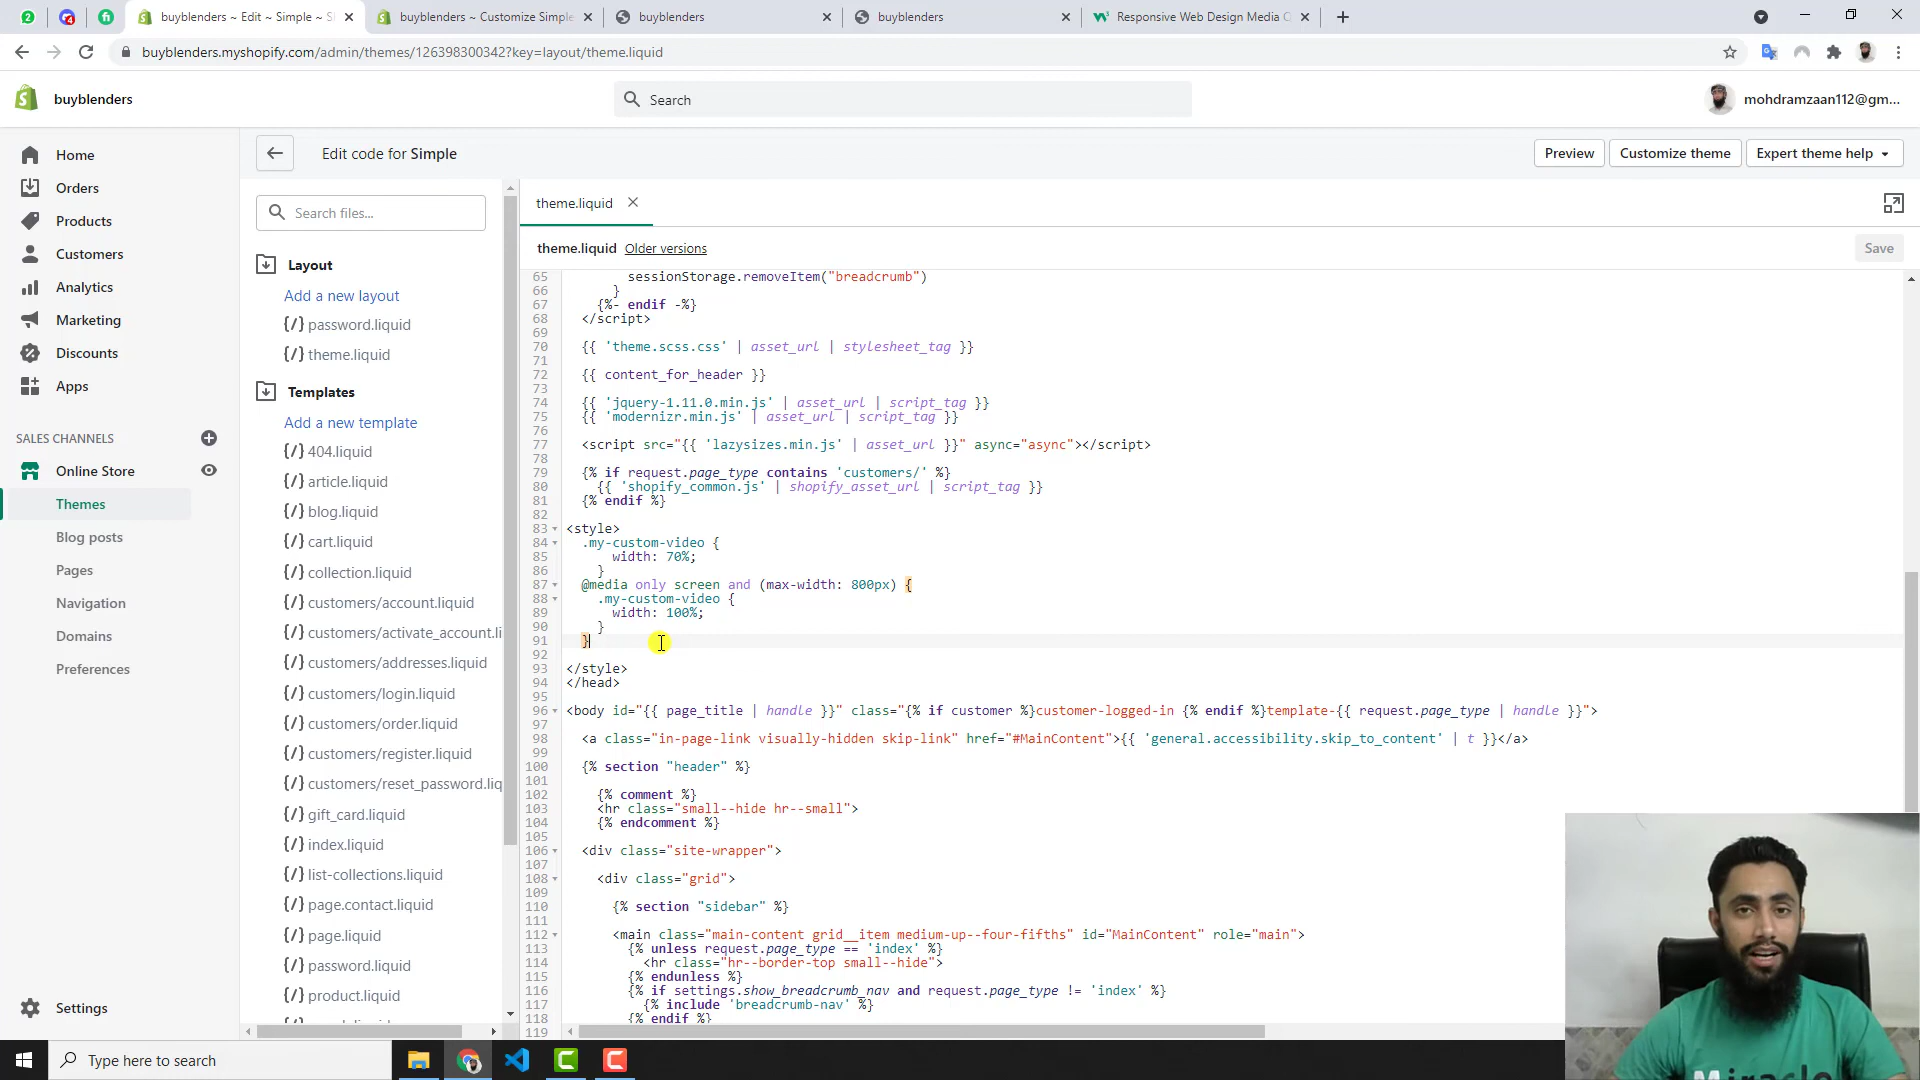 buyblenders ~ Edit ~ Simple ~ S
buyblenders ~ Customize Simple
buyblenders
buyblenders
Responsive Web Design Media C
buyblenders.myshopify.com/admin/themes/126398300342?key=layout/theme.liquid
buyblenders
Search
mohdramzaan112@gm...
Home
Orders
Products
Customers
Analytics
Marketing
Discounts
Apps
SALES CHANNELS
Online Store
Themes
Blog posts
Pages
Navigation
Domains
Preferences
Settings
Edit code for Simple
Preview
Customize theme
Expert theme help
Search files...
Layout
Add a new layout
{/} password.liquid
{/} theme.liquid
Templates
Add a new template
{/} 404.liquid
{/} article.liquid
{/} blog.liquid
{/} cart.liquid
{/} collection.liquid
{/} customers/account.liquid
{/} customers/activate_account.li
{/} customers/addresses.liquid
{/} customers/login.liquid
{/} customers/order.liquid
{/} customers/register.liquid
{/} customers/reset_password.liq
{/} gift_card.liquid
{/} index.liquid
{/} list-collections.liquid
{/} page.contact.liquid
{/} page.liquid
{/} password.liquid
{/} product.liquid
theme.liquid
theme.liquid Older versions
Save
65 sessionStorage.removeItem("breadcrumb")
66 }
67 {%- endif -%}
68 </script>
69
70 {{ 'theme.scss.css' | asset_url | stylesheet_tag }}
71
72 {{ content_for_header }}
73
74 {{ 'jquery-1.11.0.min.js' | asset_url | script_tag }}
75 {{ 'modernizr.min.js' | asset_url | script_tag }}
76
77 <script src="{{ 'lazysizes.min.js' | asset_url }}" async="async"></script>
78
79 {% if request.page_type contains 'customers/' %}
80 {{ 'shopify_common.js' | shopify_asset_url | script_tag }}
81 {% endif %}
82
83 <style>
84 .my-custom-video {
85 width: 70%;
86 }
87 @media only screen and (max-width: 800px) {
88 .my-custom-video {
89 width: 100%;
90 }
91 }
92
93 </style>
94 </head>
95
96 <body id="{{ page_title | handle }}" class="{% if customer %}customer-logged-in {% endif %}template-{{ request.page_type | handle }}">
97
98 <a class="in-page-link visually-hidden skip-link" href="#MainContent">{{ 'general.accessibility.skip_to_content' | t }}</a>
99
100 {% section "header" %}
101
102 {% comment %}
103 <hr class="small--hide hr--small">
104 {% endcomment %}
105
106 <div class="site-wrapper">
107
108 <div class="grid">
109
110 {% section "sidebar" %}
111
112 <main class="main-content grid__item medium-up--four-fifths" id="MainContent" role="main">
113 {% unless request.page_type == 'index' %}
114 <hr class="hr--border-top small--hide">
115 {% endunless %}
116 {% if settings.show_breadcrumb_nav and request.page_type != 'index' %}
117 {% include 'breadcrumb-nav' %}
118 {% endif %}
119
Type here to search